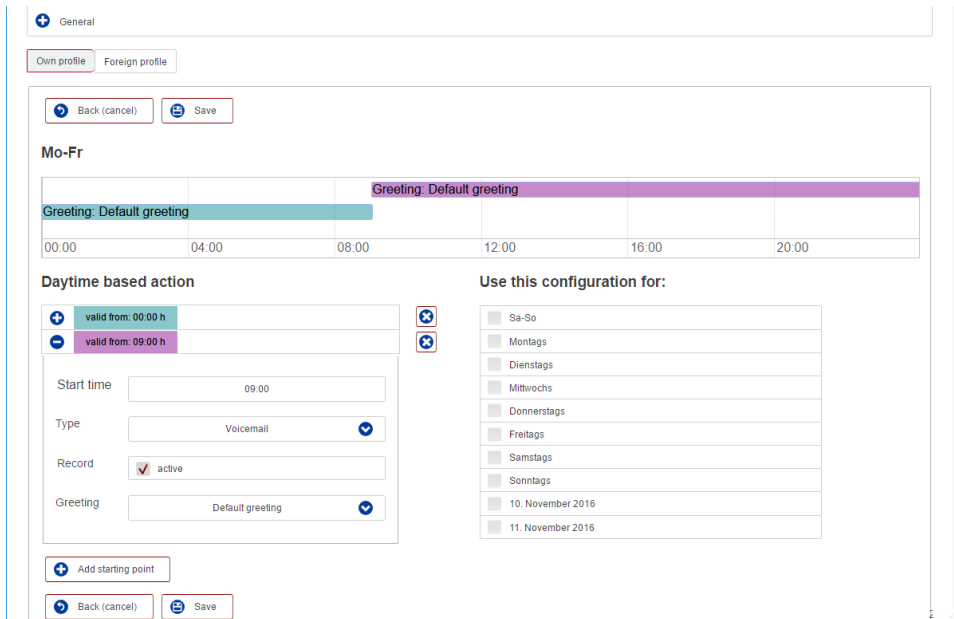 General
Own profile Foreign profile
Back (cancel) Save
Mo-Fr
Greeting: Default greeting
Greeting: Default greeting
00:00 04:00 08:00 12:00 16:00 20:00
Daytime based action
valid from: 00:00 h
valid from: 09:00 h
Start time 09:00
Type Voicemail
Record active
Greeting Default greeting
Add starting point
Back (cancel) Save
Use this configuration for:
Sa-So
Montags
Dienstags
Mittwochs
Donnerstags
Freitags
Samstags
Sonntags
10. November 2016
11. November 2016